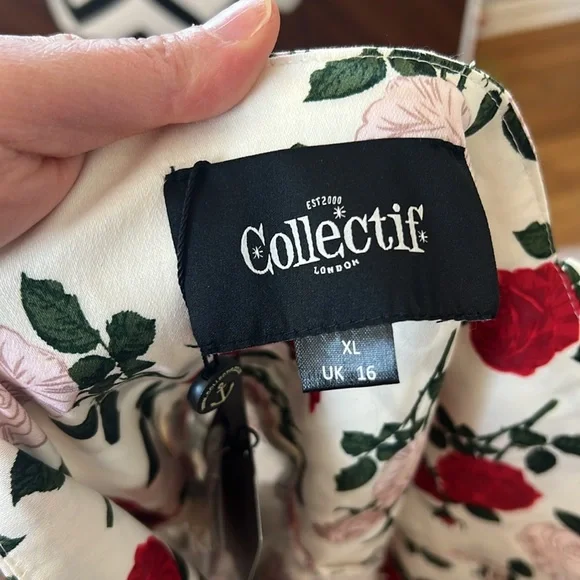 EST2000
Collectif
LONDON
XL
UK 16